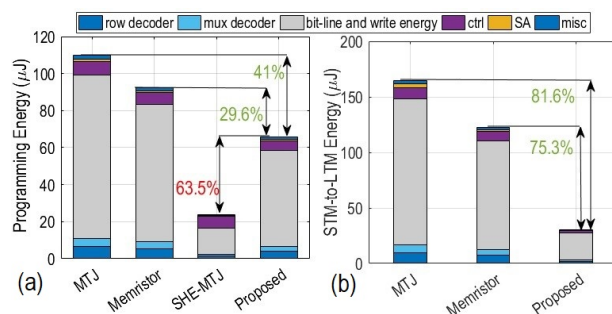 row decoder mux decoder bit-line and write energy ctrl SA misc
120
100
80
60
40
20
0
Programming Energy (μJ)
41%
29.6%
63.5%
MTJ
Memristor
SHE-MTJ
Proposed
(a)
200
150
100
50
0
STM-to-LTM Energy (μJ)
81.6%
75.3%
MTJ
Memristor
Proposed
(b)